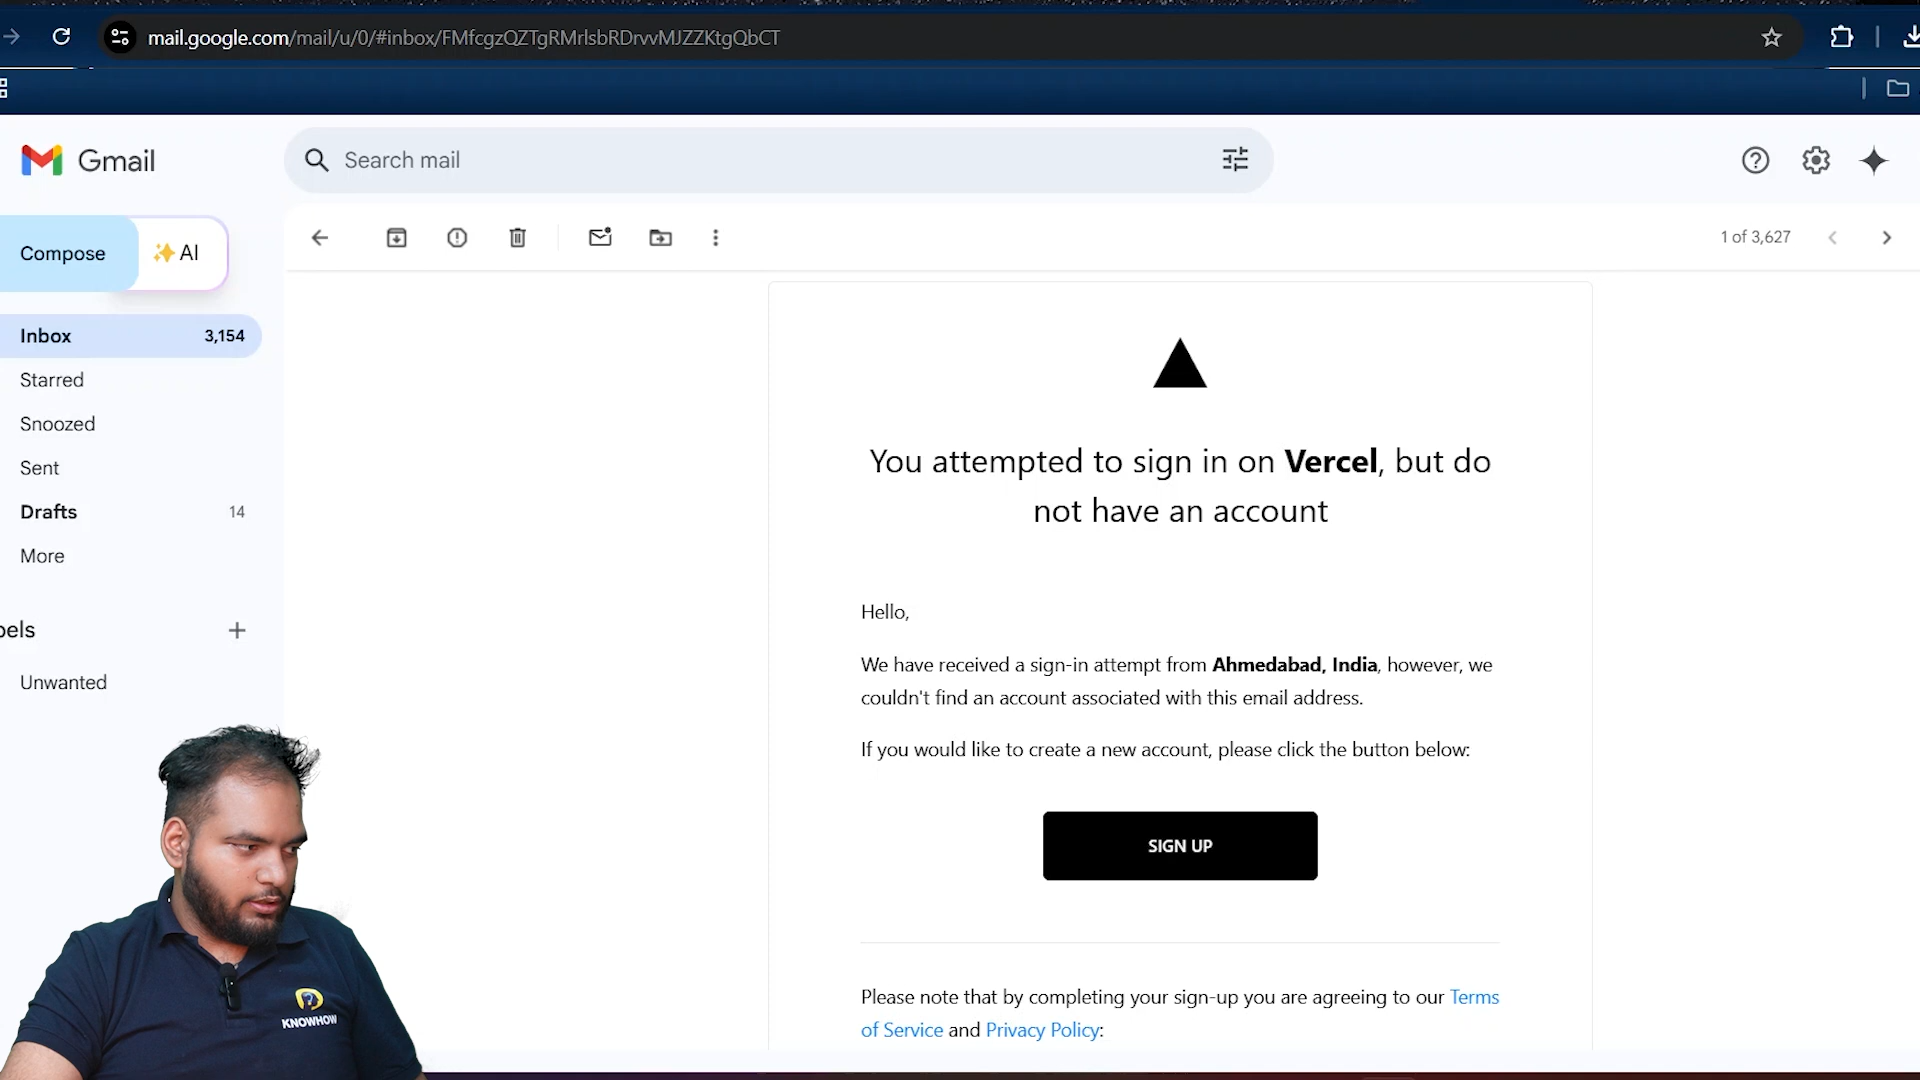 mail.google.com/mail/u/0/#inbox/FMfcgzQZTgRMrlsbRDrvvMJZZKtgQbCT
Gmail
Search mail
Compose
AI
1 of 3,627
Inbox 3,154
Starred
Snoozed
Sent
Drafts 14
More
Unwanted
You attempted to sign in on Vercel, but do
not have an account
Hello,
We have received a sign-in attempt from Ahmedabad, India, however, we
couldn't find an account associated with this email address.
If you would like to create a new account, please click the button below:
SIGN UP
Please note that by completing your sign-up you are agreeing to our Terms
of Service and Privacy Policy:
KNOWHOW